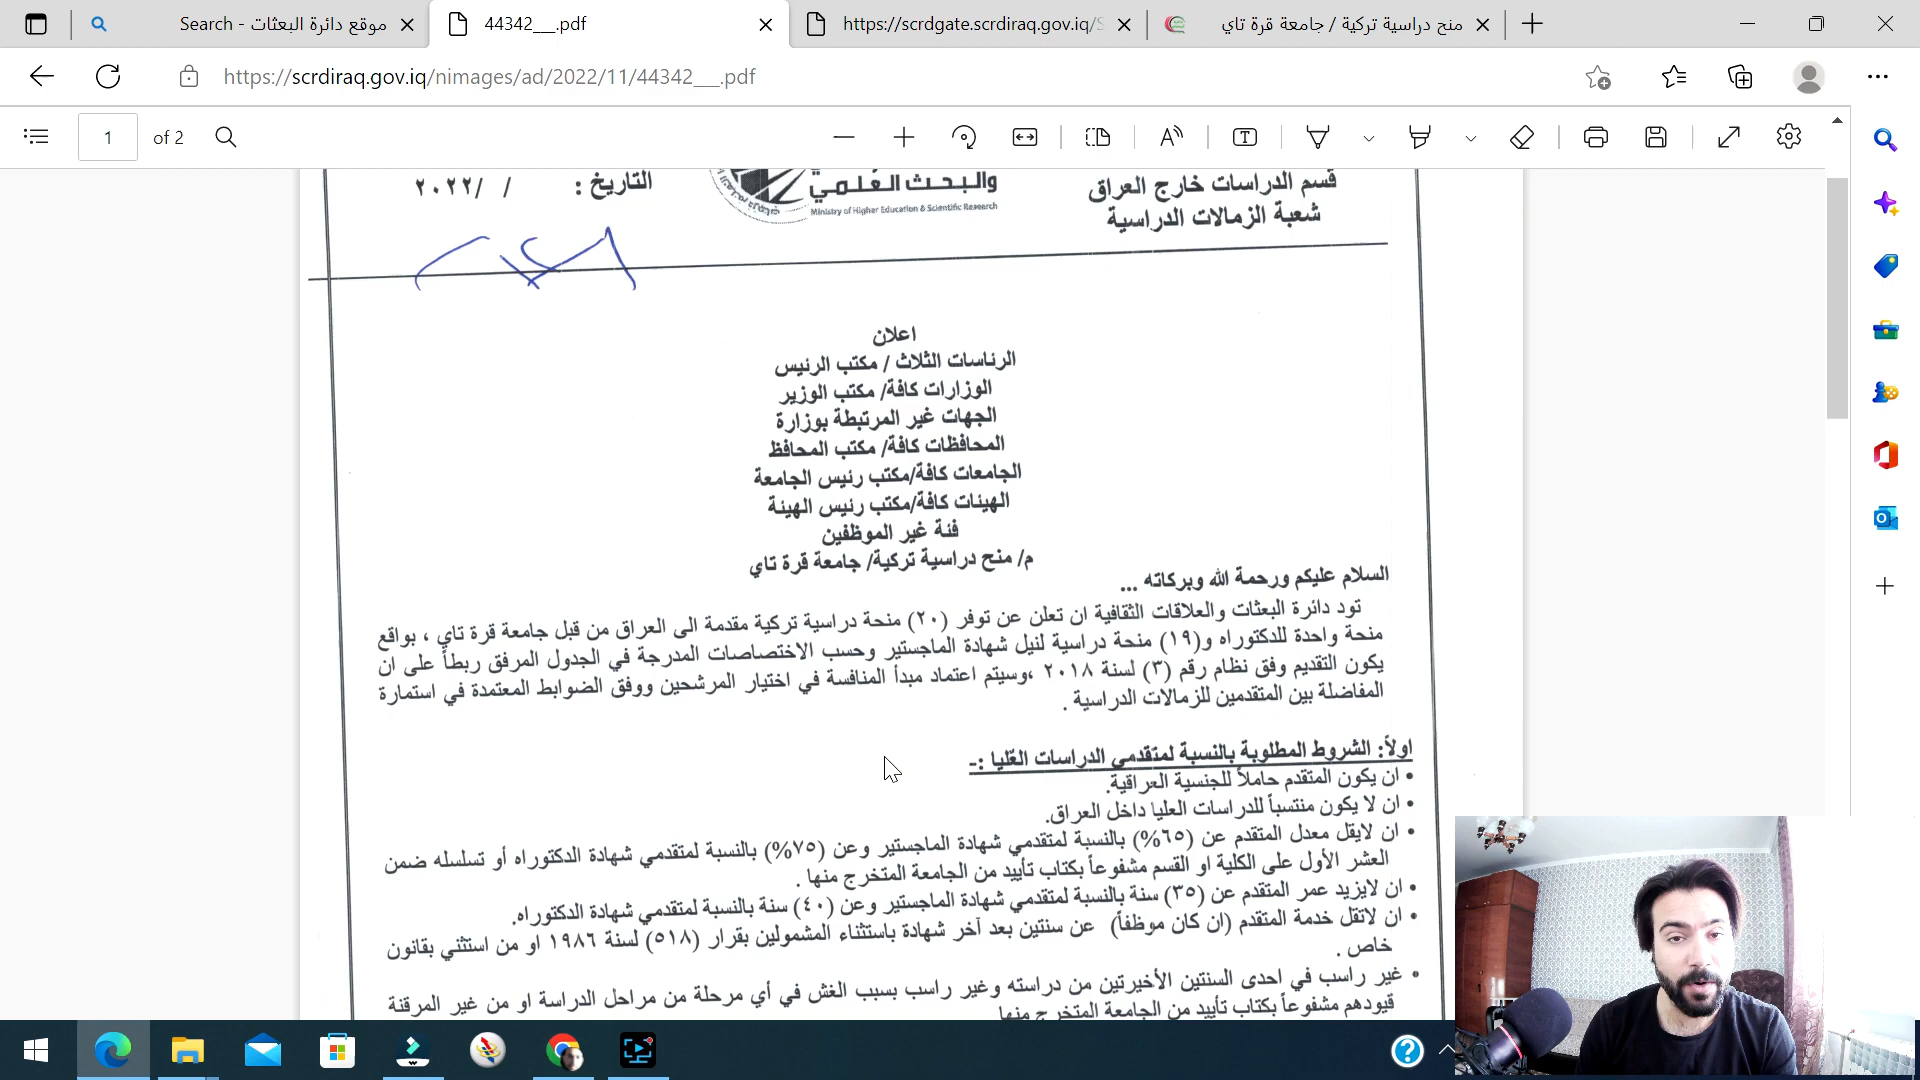 موقع دائرة البعثات - Search
44342___.pdf
https://scrdgate.scrdiraq.gov.iq/S
منح دراسية تركية / جامعة قرة تاي
https://scrdiraq.gov.iq/nimages/ad/2022/11/44342___.pdf
1 of 2
قسم الدراسات خارج العراق
شعبة الزمالات الدراسية
والبحث العلمي
Ministry of Higher Education & Scientific Research
التاريخ : / /٢٠٢٢
اعلان
الرئاسات الثلاث / مكتب الرئيس
الوزارات كافة/ مكتب الوزير
الجهات غير المرتبطة بوزارة
المحافظات كافة/ مكتب المحافظ
الجامعات كافة/مكتب رئيس الجامعة
الهيئات كافة/مكتب رئيس الهيئة
فئة غير الموظفين
م/ منح دراسية تركية/ جامعة قرة تاي
السلام عليكم ورحمة الله وبركاته ...
تود دائرة البعثات والعلاقات الثقافية ان تعلن عن توفر (٢٠) منحة دراسية تركية مقدمة الى العراق من قبل جامعة قرة تاي ، بواقع
منحة واحدة للدكتوراه و(١٩) منحة دراسية لنيل شهادة الماجستير وحسب الاختصاصات المدرجة في الجدول المرفق ربطاً على ان
يكون التقديم وفق نظام رقم (٣) لسنة ٢٠١٨ ،وسيتم اعتماد مبدأ المنافسة في اختيار المرشحين ووفق الضوابط المعتمدة في استمارة
المفاضلة بين المتقدمين للزمالات الدراسية .
اولاً: الشروط المطلوبة بالنسبة لمتقدمي الدراسات العُليا :-
• ان يكون المتقدم حاملاً للجنسية العراقية.
• ان لا يكون منتسباً للدراسات العليا داخل العراق.
• ان لايقل معدل المتقدم عن (٦٥%) بالنسبة لمتقدمي شهادة الماجستير وعن (٧٥%) بالنسبة لمتقدمي شهادة الدكتوراه أو تسلسله ضمن
العشر الأول على الكلية او القسم مشفوعاً بكتاب تأييد من الجامعة المتخرج منها .
• ان لايزيد عمر المتقدم عن (٣٥) سنة بالنسبة لمتقدمي شهادة الماجستير وعن (٤٠) سنة بالنسبة لمتقدمي شهادة الدكتوراه.
• ان لاتقل خدمة المتقدم (ان كان موظفاً) عن سنتين بعد آخر شهادة باستثناء المشمولين بقرار (٥١٨) لسنة ١٩٨٦ او من استثني بقانون
خاص .
• غير راسب في احدى السنتين الأخيرتين من دراسته وغير راسب بسبب الغش في أي مرحلة من مراحل الدراسة او من غير المرقنة
قيودهم مشفوعاً بكتاب تأييد من الجامعة المتخرج منها